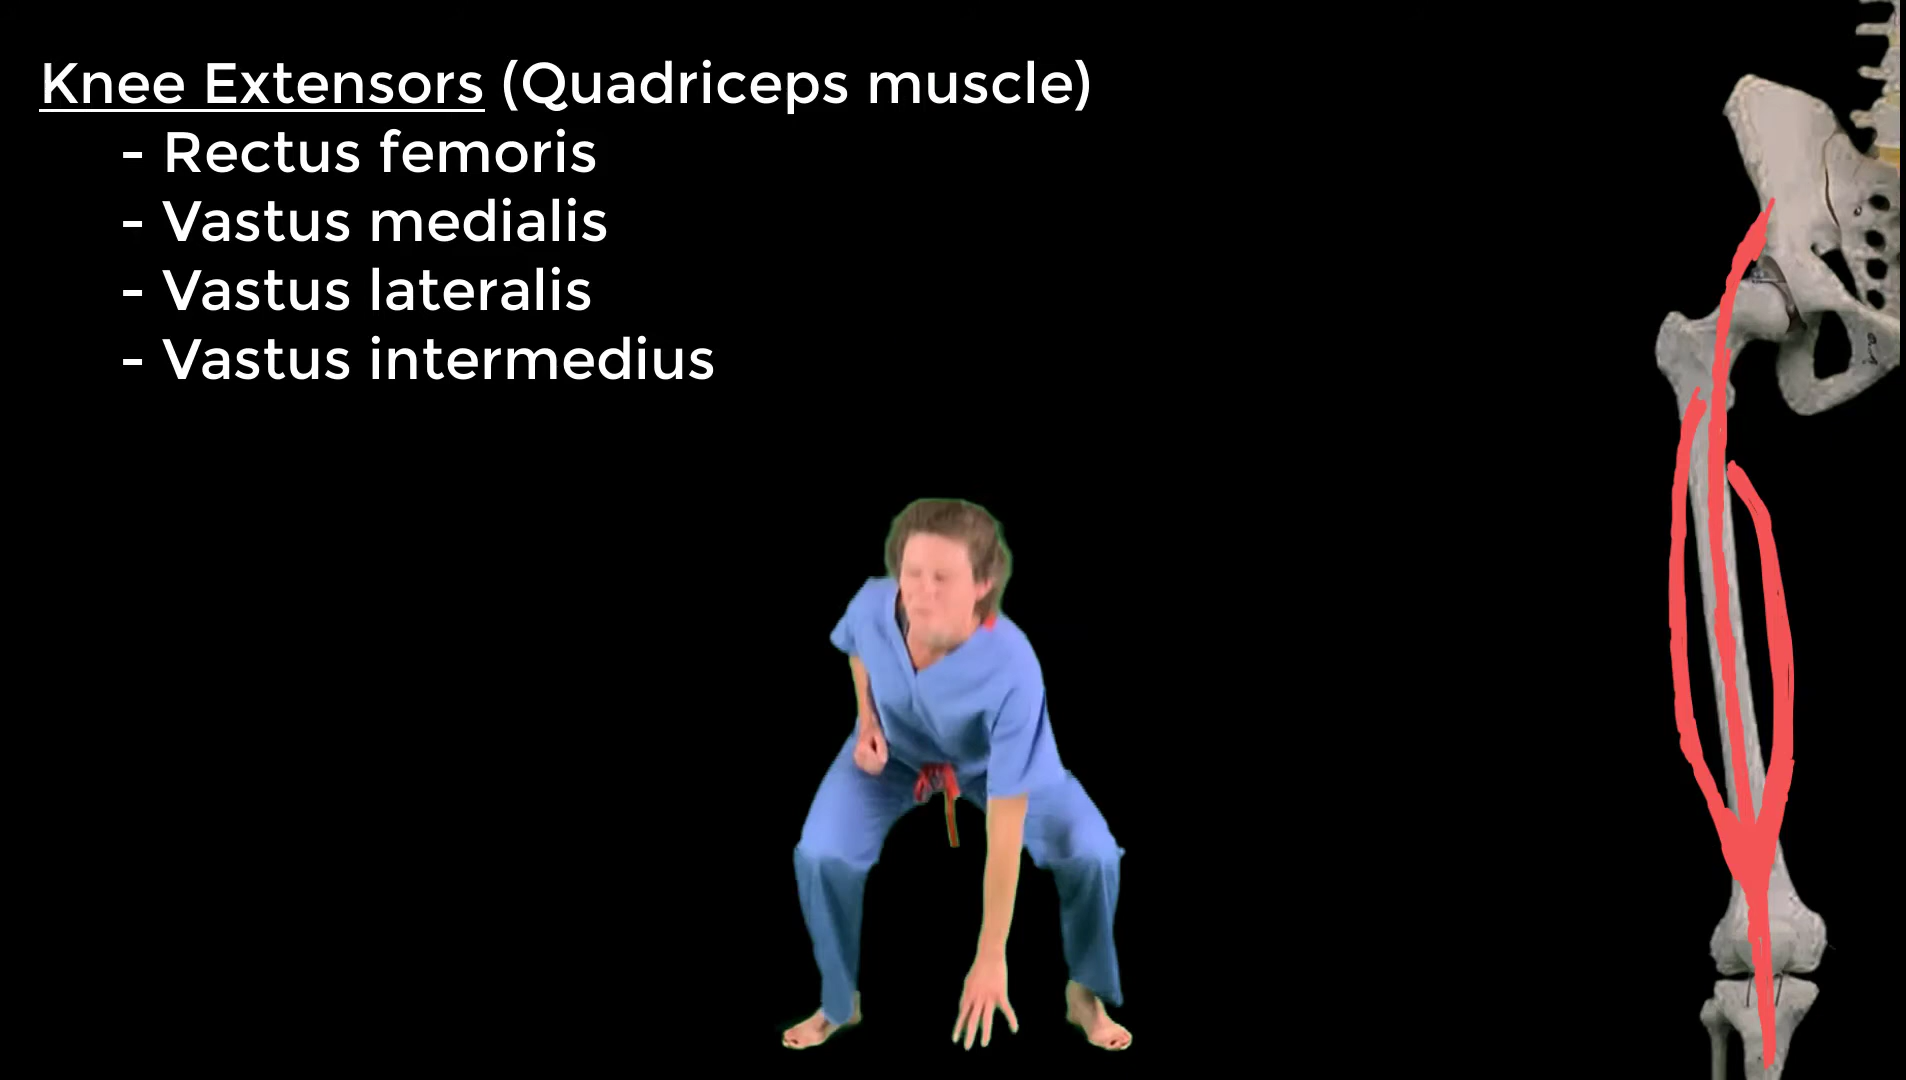 Knee Extensors (Quadriceps muscle)
- Rectus femoris
- Vastus medialis
- Vastus lateralis
- Vastus intermedius